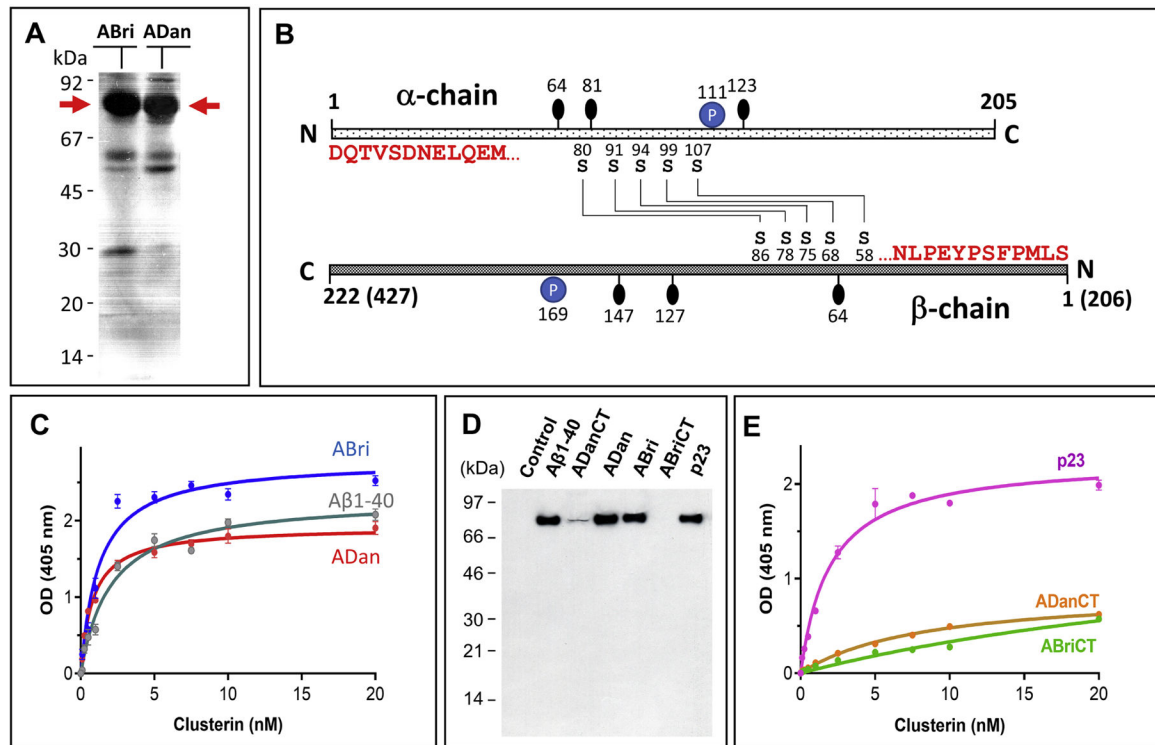 A
ABri ADan
kDa
92
67
45
30
20
14
B
64 81 111 123
P
1 α-chain 205
N C
DQTVSDNELQEM...
80 91 94 99 107
S S S S S
S S S S S
86 78 75 68 58
...NLPEYPSFPMLS
C N
222 (427) 1 (206)
P
169 147 127 64
β-chain
C
ABri
Aβ1-40
ADan
OD (405 nm)
2
1
0
0 5 10 15 20
Clusterin (nM)
D
Control
Aβ1-40
ADanCT
ADan
ABri
ABriCT
p23
(kDa)
97
66
46
30
21
14
E
p23
ADanCT
ABriCT
OD (405 nm)
2
1
0
0 5 10 15 20
Clusterin (nM)